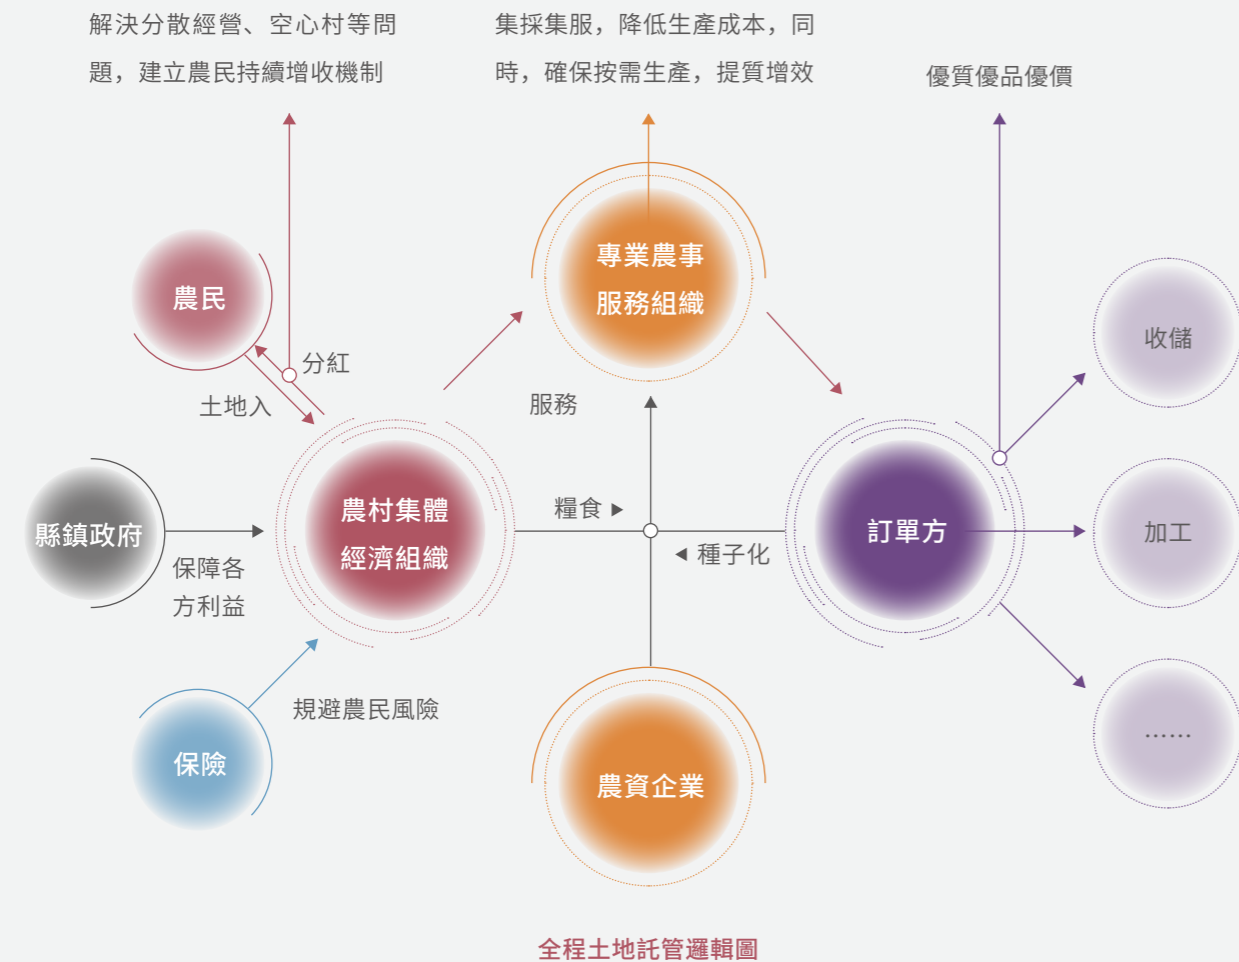 解決分散經營、空心村等問
題，建立農民持續增收機制
集採集服，降低生產成本，同
時，確保按需生產，提質增效
優質優品優價
專業農事
服務組織
農民
分紅
土地入
服務
收儲
農村集體
經濟組織
糧食
種子化
訂單方
加工
縣鎮政府
保障各
方利益
規避農民風險
保險
農資企業
……
全程土地託管邏輯圖